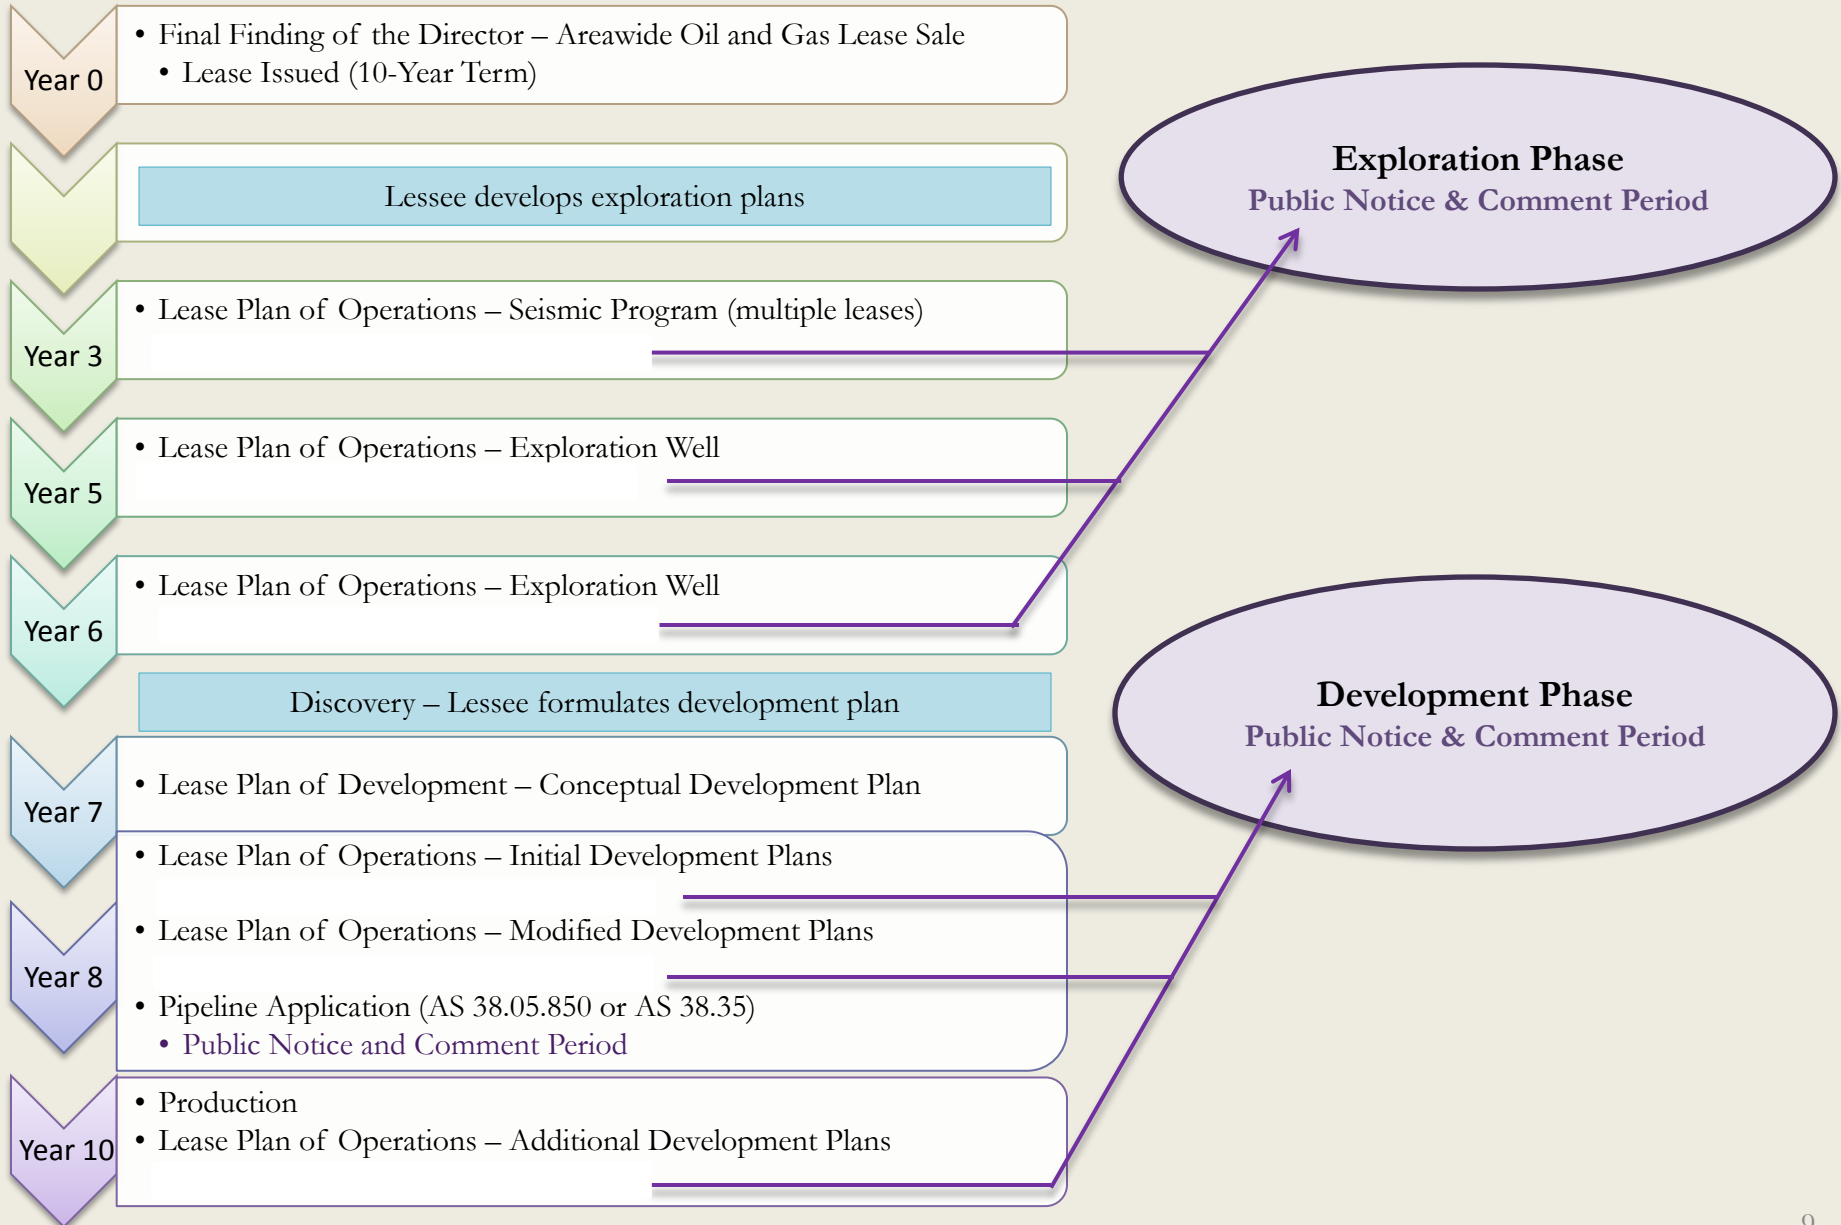 Year 0
• Final Finding of the Director – Areawide Oil and Gas Lease Sale
• Lease Issued (10-Year Term)
Lessee develops exploration plans
Exploration Phase
Public Notice & Comment Period
Year 3
• Lease Plan of Operations – Seismic Program (multiple leases)
Year 5
• Lease Plan of Operations – Exploration Well
Year 6
• Lease Plan of Operations – Exploration Well
Discovery – Lessee formulates development plan
Development Phase
Public Notice & Comment Period
Year 7
• Lease Plan of Development – Conceptual Development Plan
Year 8
• Lease Plan of Operations – Initial Development Plans
• Lease Plan of Operations – Modified Development Plans
• Pipeline Application (AS 38.05.850 or AS 38.35)
• Public Notice and Comment Period
Year 10
• Production
• Lease Plan of Operations – Additional Development Plans
9